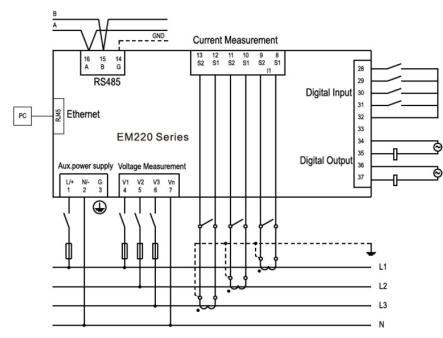 B
A
GND
Current Measurement
16 15 14
A B G
RS485
13 12 11 10 9 8
S2 S1 S2 S1 S2 S1
I1
28
29
Digital Input 30
31
32
33
34
Digital Output 35
36
37
PC
RJ45
Ethernet
EM220 Series
Aux.power supply Voltage Measurement
L/+ N/- G V1 V2 V3 Vn
1 2 3 4 5 6 7
L1
L2
L3
N